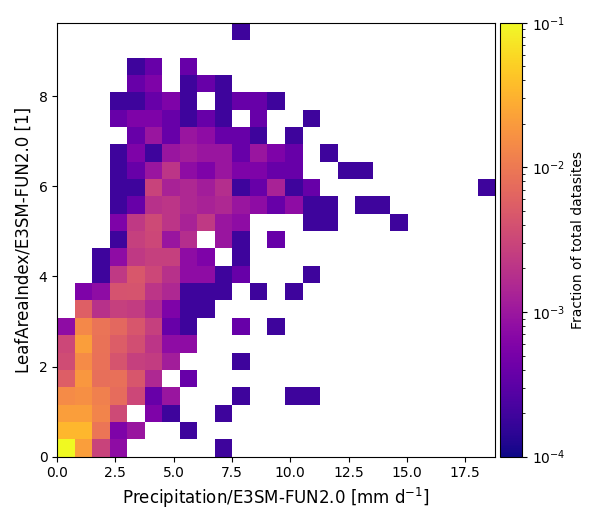 LeafAreaIndex/E3SM-FUN2.0 [1]
8
6
4
2
0
0.0 2.5 5.0 7.5 10.0 12.5 15.0 17.5
Precipitation/E3SM-FUN2.0 [mm d⁻¹]
10⁻¹
10⁻²
10⁻³
10⁻⁴
Fraction of total datasites